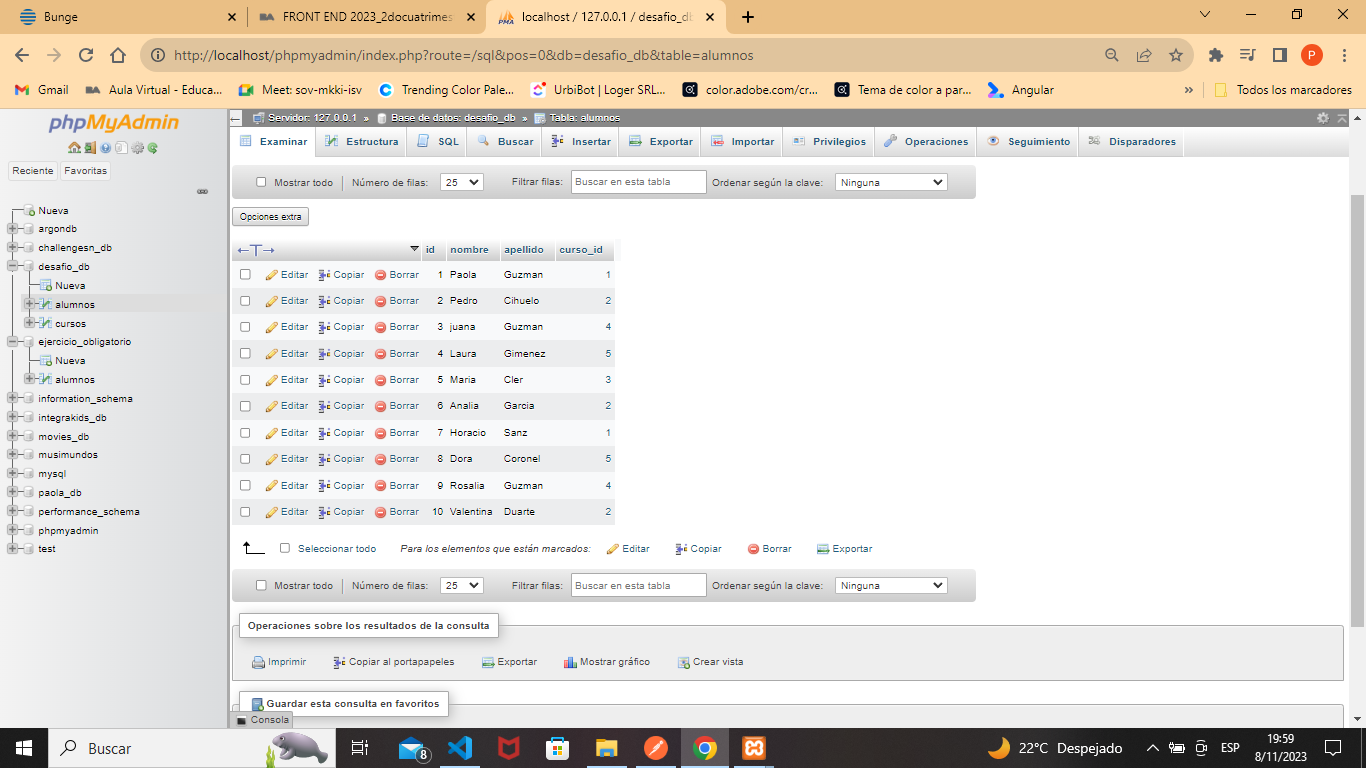 Bunge
FRONT END 2023_2docuatrimes
localhost / 127.0.0.1 / desafio_db
http://localhost/phpmyadmin/index.php?route=/sql&pos=0&db=desafio_db&table=alumnos
P
Gmail
Aula Virtual - Educa...
Meet: sov-mkki-isv
Trending Color Pale...
UrbiBot | Loger SRL...
color.adobe.com/cr...
Tema de color a par...
Angular
»
Todos los marcadores
phpMyAdmin
Reciente Favoritas
Nueva
argondb
challengesn_db
desafio_db
Nueva
alumnos
cursos
ejercicio_obligatorio
Nueva
alumnos
information_schema
integrakids_db
movies_db
musimundos
mysql
paola_db
performance_schema
phpmyadmin
test
Servidor: 127.0.0.1 » Base de datos: desafio_db » Tabla: alumnos
Examinar Estructura SQL Buscar Insertar Exportar Importar Privilegios Operaciones Seguimiento Disparadores
Mostrar todo Número de filas: 25 Filtrar filas: Buscar en esta tabla Ordenar según la clave: Ninguna
Opciones extra
←T→ id nombre apellido curso_id
Editar Copiar Borrar 1 Paola Guzman 1
Editar Copiar Borrar 2 Pedro Cihuelo 2
Editar Copiar Borrar 3 juana Guzman 4
Editar Copiar Borrar 4 Laura Gimenez 5
Editar Copiar Borrar 5 Maria Cler 3
Editar Copiar Borrar 6 Analia Garcia 2
Editar Copiar Borrar 7 Horacio Sanz 1
Editar Copiar Borrar 8 Dora Coronel 5
Editar Copiar Borrar 9 Rosalia Guzman 4
Editar Copiar Borrar 10 Valentina Duarte 2
Seleccionar todo Para los elementos que están marcados: Editar Copiar Borrar Exportar
Mostrar todo Número de filas: 25 Filtrar filas: Buscar en esta tabla Ordenar según la clave: Ninguna
Operaciones sobre los resultados de la consulta
Imprimir Copiar al portapapeles Exportar Mostrar gráfico Crear vista
Guardar esta consulta en favoritos
Consola
Buscar
8
22°C Despejado
ESP
19:59
8/11/2023